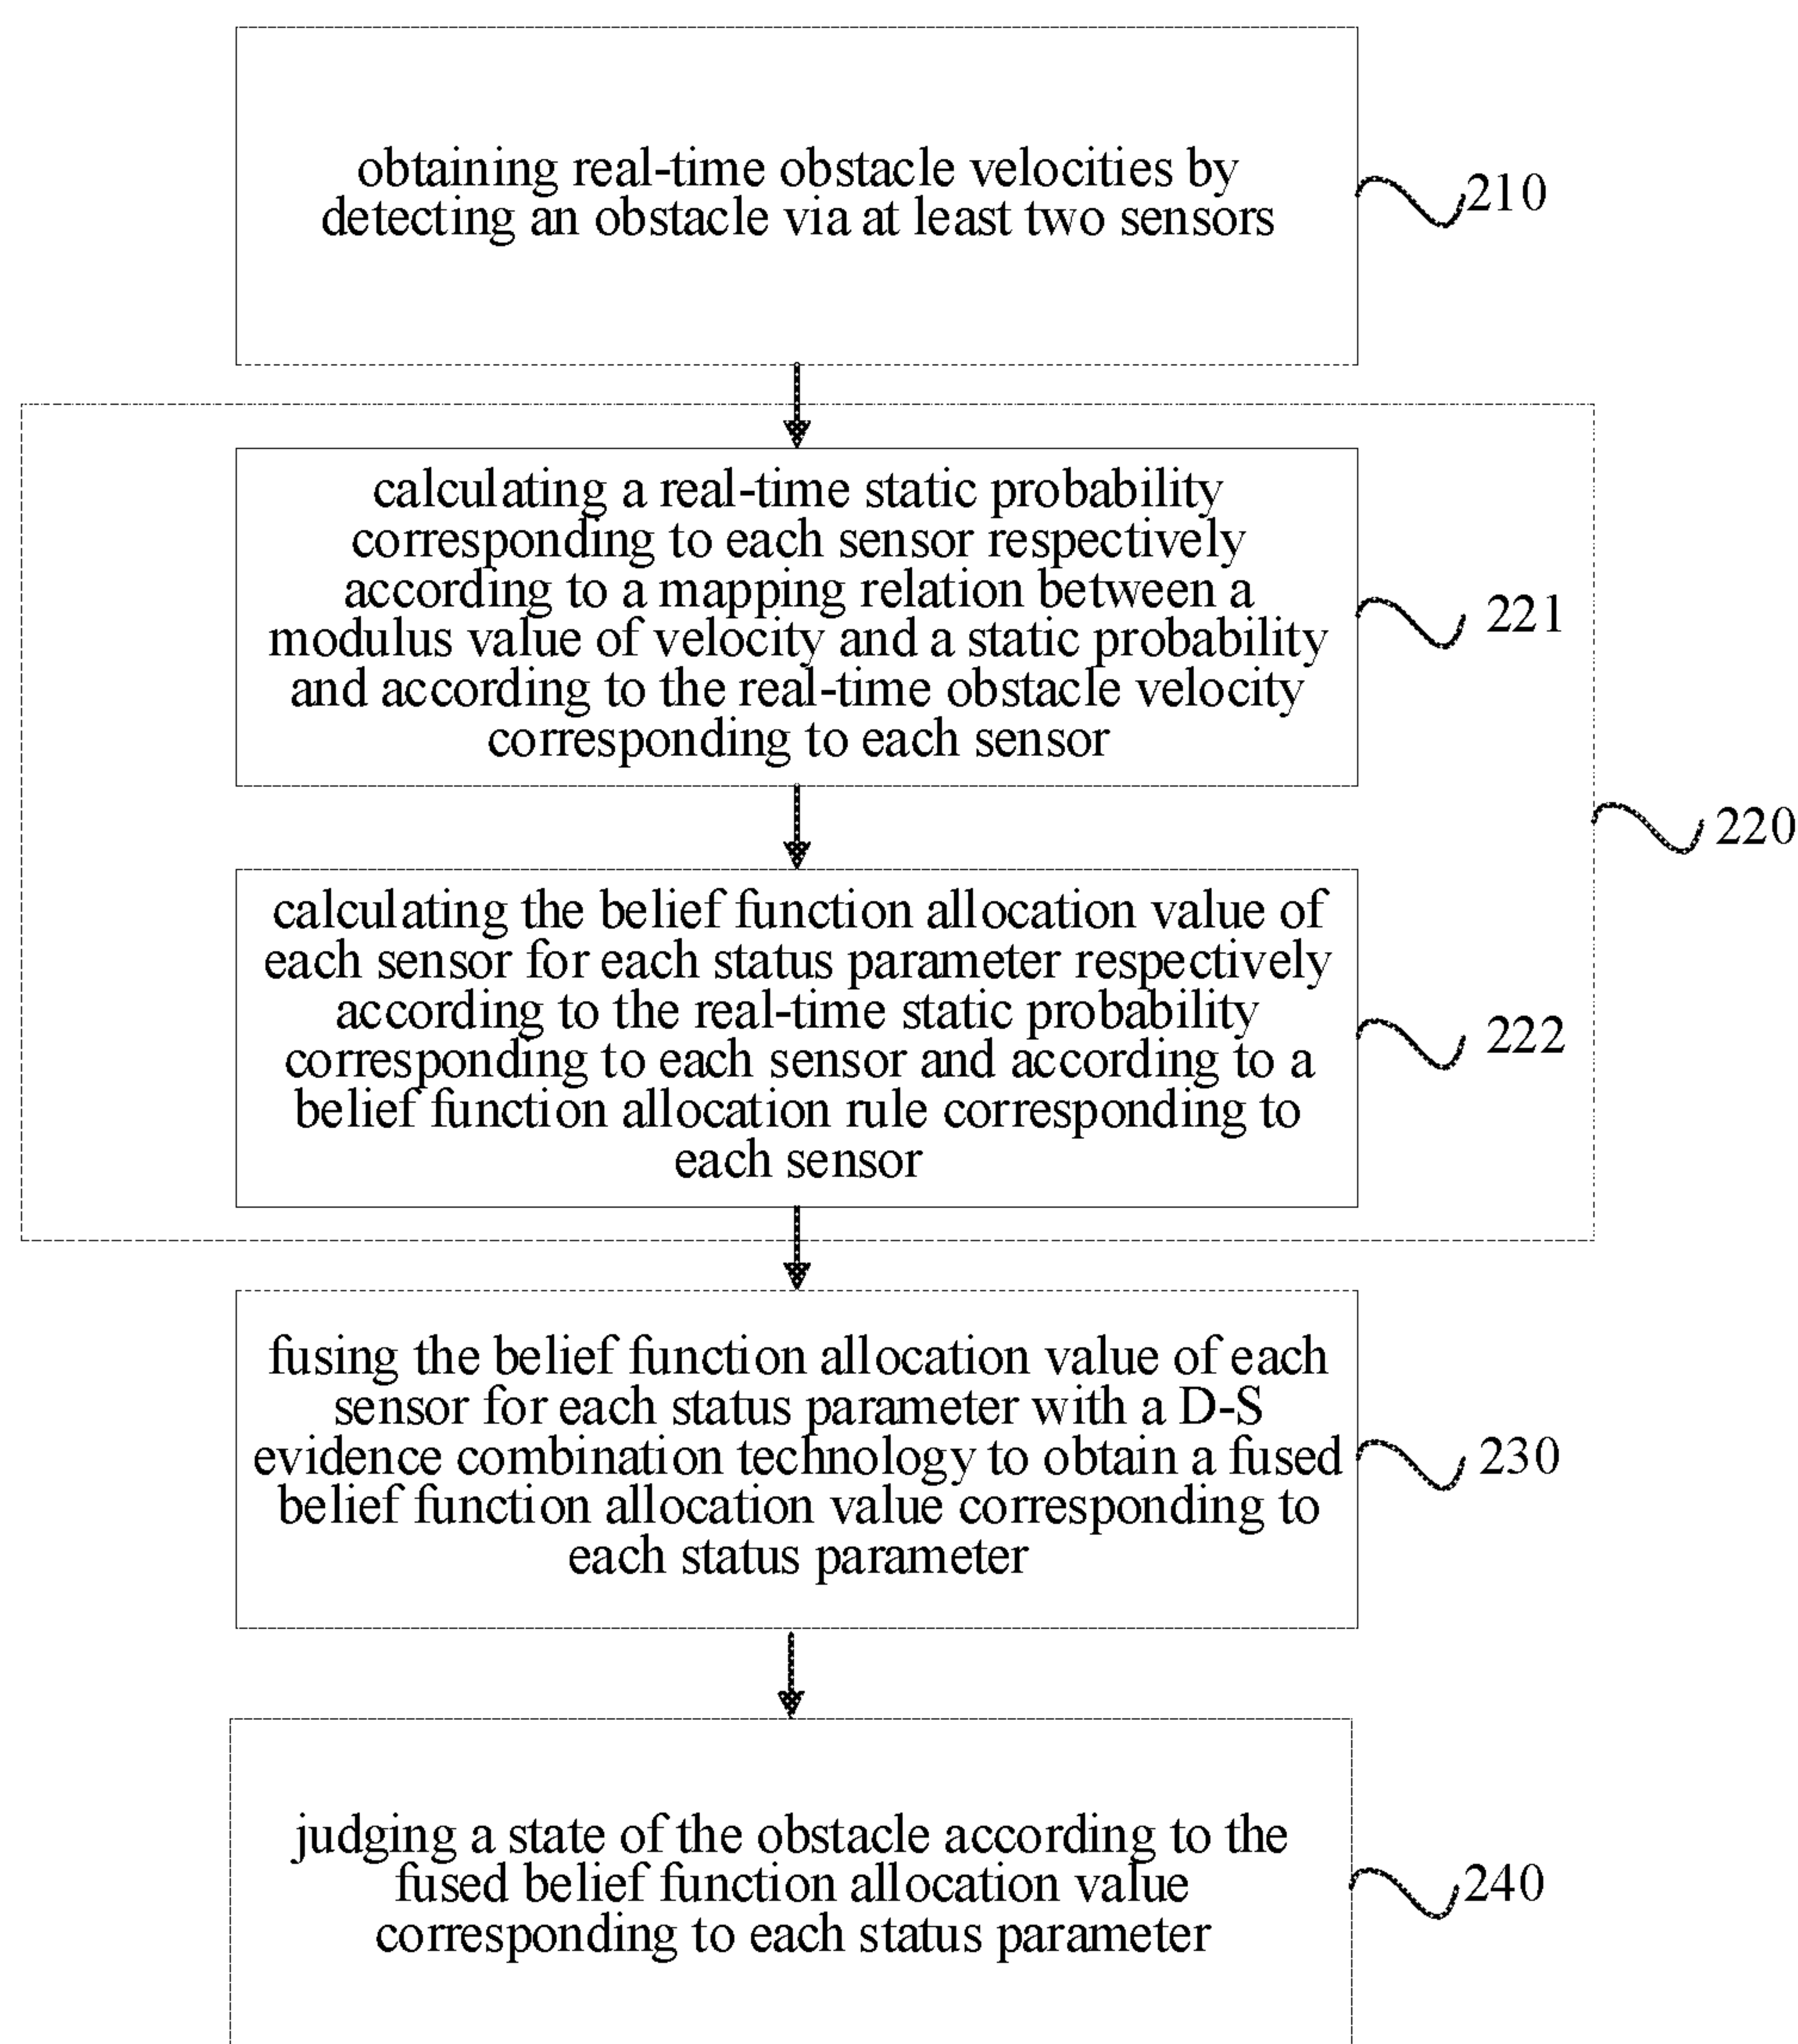 obtaining real-time obstacle velocities by
detecting an obstacle via at least two sensors
210
calculating a real-time static probability
corresponding to each sensor respectively
according to a mapping relation between a
modulus value of velocity and a static probability
and according to the real-time obstacle velocity
corresponding to each sensor
221
220
calculating the belief function allocation value of
each sensor for each status parameter respectively
according to the real-time static probability
corresponding to each sensor and according to a
belief function allocation rule corresponding to
each sensor
222
fusing the belief function allocation value of each
sensor for each status parameter with a D-S
evidence combination technology to obtain a fused
belief function allocation value corresponding to
each status parameter
230
judging a state of the obstacle according to the
fused belief function allocation value
corresponding to each status parameter
240